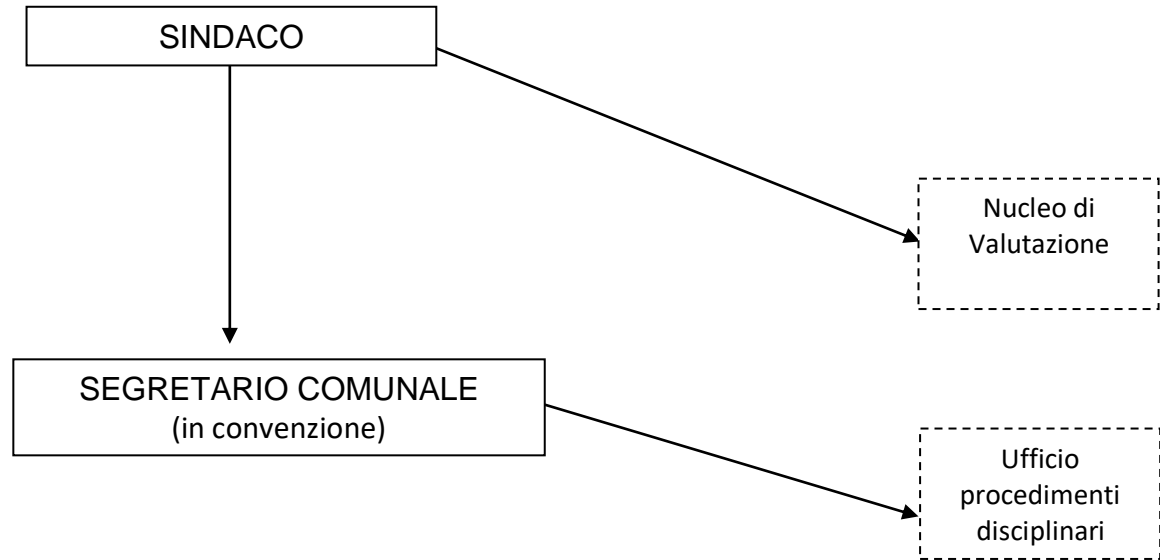 SINDACO
Nucleo di
Valutazione
SEGRETARIO COMUNALE
(in convenzione)
Ufficio
procedimenti
disciplinari